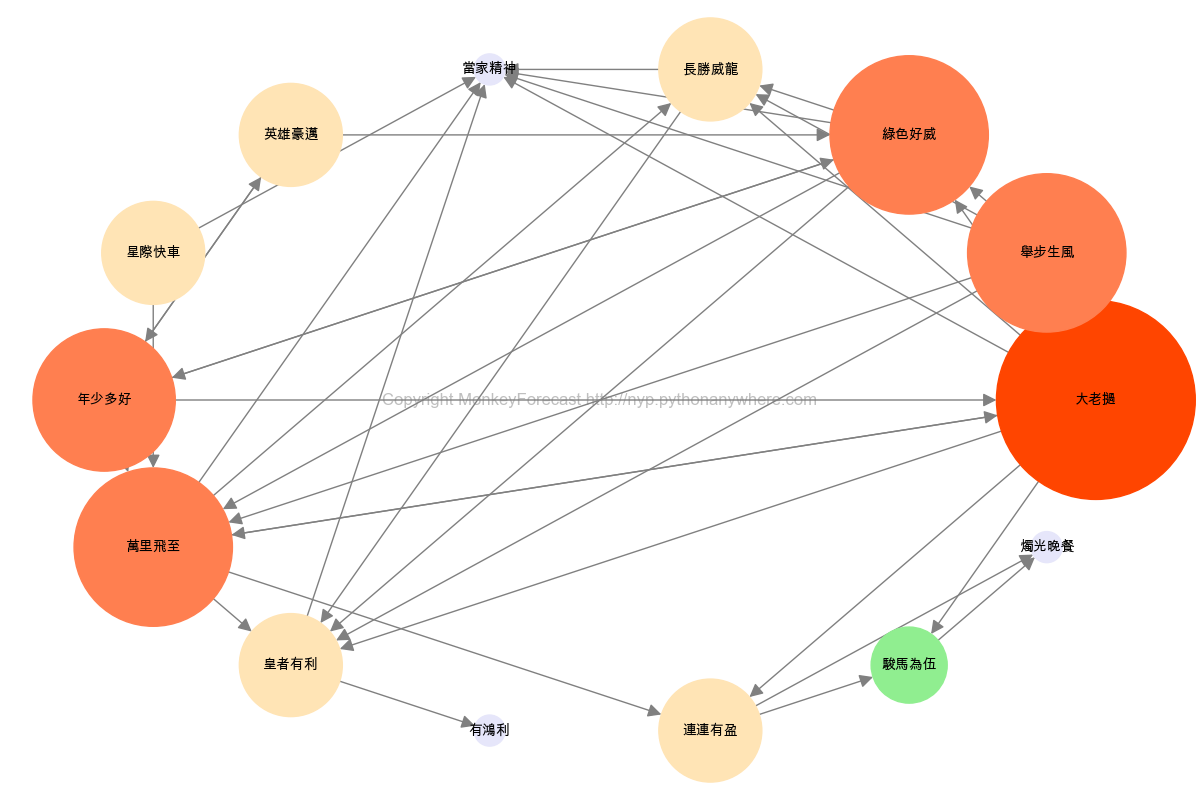 當家精神
長勝威龍
英雄豪邁
綠色好威
星際快車
舉步生風
年少多好
Copyright MonkeyForecast http://nyp.pythonanywhere.com
大老撾
萬里飛至
燭光晚餐
皇者有利
駿馬為伍
有鴻利
連連有盈